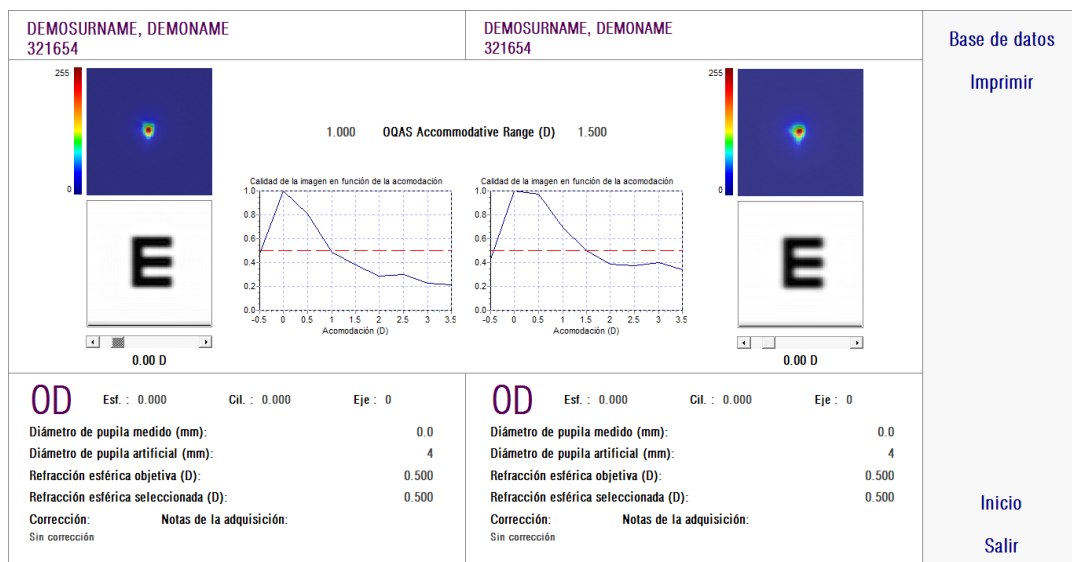 DEMOSURNAME, DEMONAME
321654
DEMOSURNAME, DEMONAME
321654
Base de datos
Imprimir
255
0
255
0
1.000 OQAS Accommodative Range (D) 1.500
Calidad de la imagen en función de la acomodación
1.0
0.8
0.6
0.4
0.2
0.0
-0.5 0 0.5 1 1.5 2 2.5 3 3.5
Acomodación (D)
Calidad de la imagen en función de la acomodación
1.0
0.8
0.6
0.4
0.2
0.0
-0.5 0 0.5 1 1.5 2 2.5 3 3.5
Acomodación (D)
E
E
0.00 D
0.00 D
OD Esf. : 0.000 Cil. : 0.000 Eje : 0
Diámetro de pupila medido (mm): 0.0
Diámetro de pupila artificial (mm): 4
Refracción esférica objetiva (D): 0.500
Refracción esférica seleccionada (D): 0.500
Corrección: Notas de la adquisición:
Sin corrección
OD Esf. : 0.000 Cil. : 0.000 Eje : 0
Diámetro de pupila medido (mm): 0.0
Diámetro de pupila artificial (mm): 4
Refracción esférica objetiva (D): 0.500
Refracción esférica seleccionada (D): 0.500
Corrección: Notas de la adquisición:
Sin corrección
Inicio
Salir